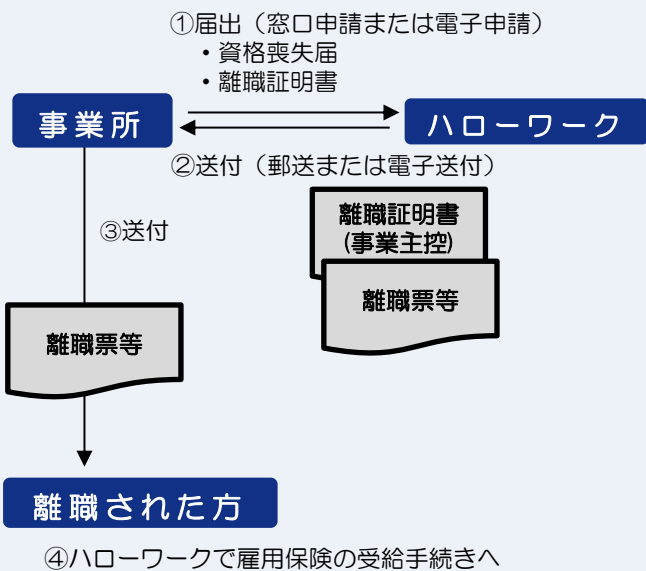 ①届出（窓口申請または電子申請）
・資格喪失届
・離職証明書
事業所
ハローワーク
②送付（郵送または電子送付）
③送付
離職証明書
(事業主控)
離職票等
離職票等
離職された方
④ハローワークで雇用保険の受給手続きへ